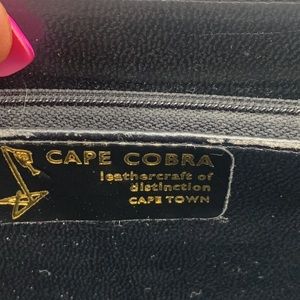 CAPE COBRA
leathercraft of
distinction
CAPE TOWN